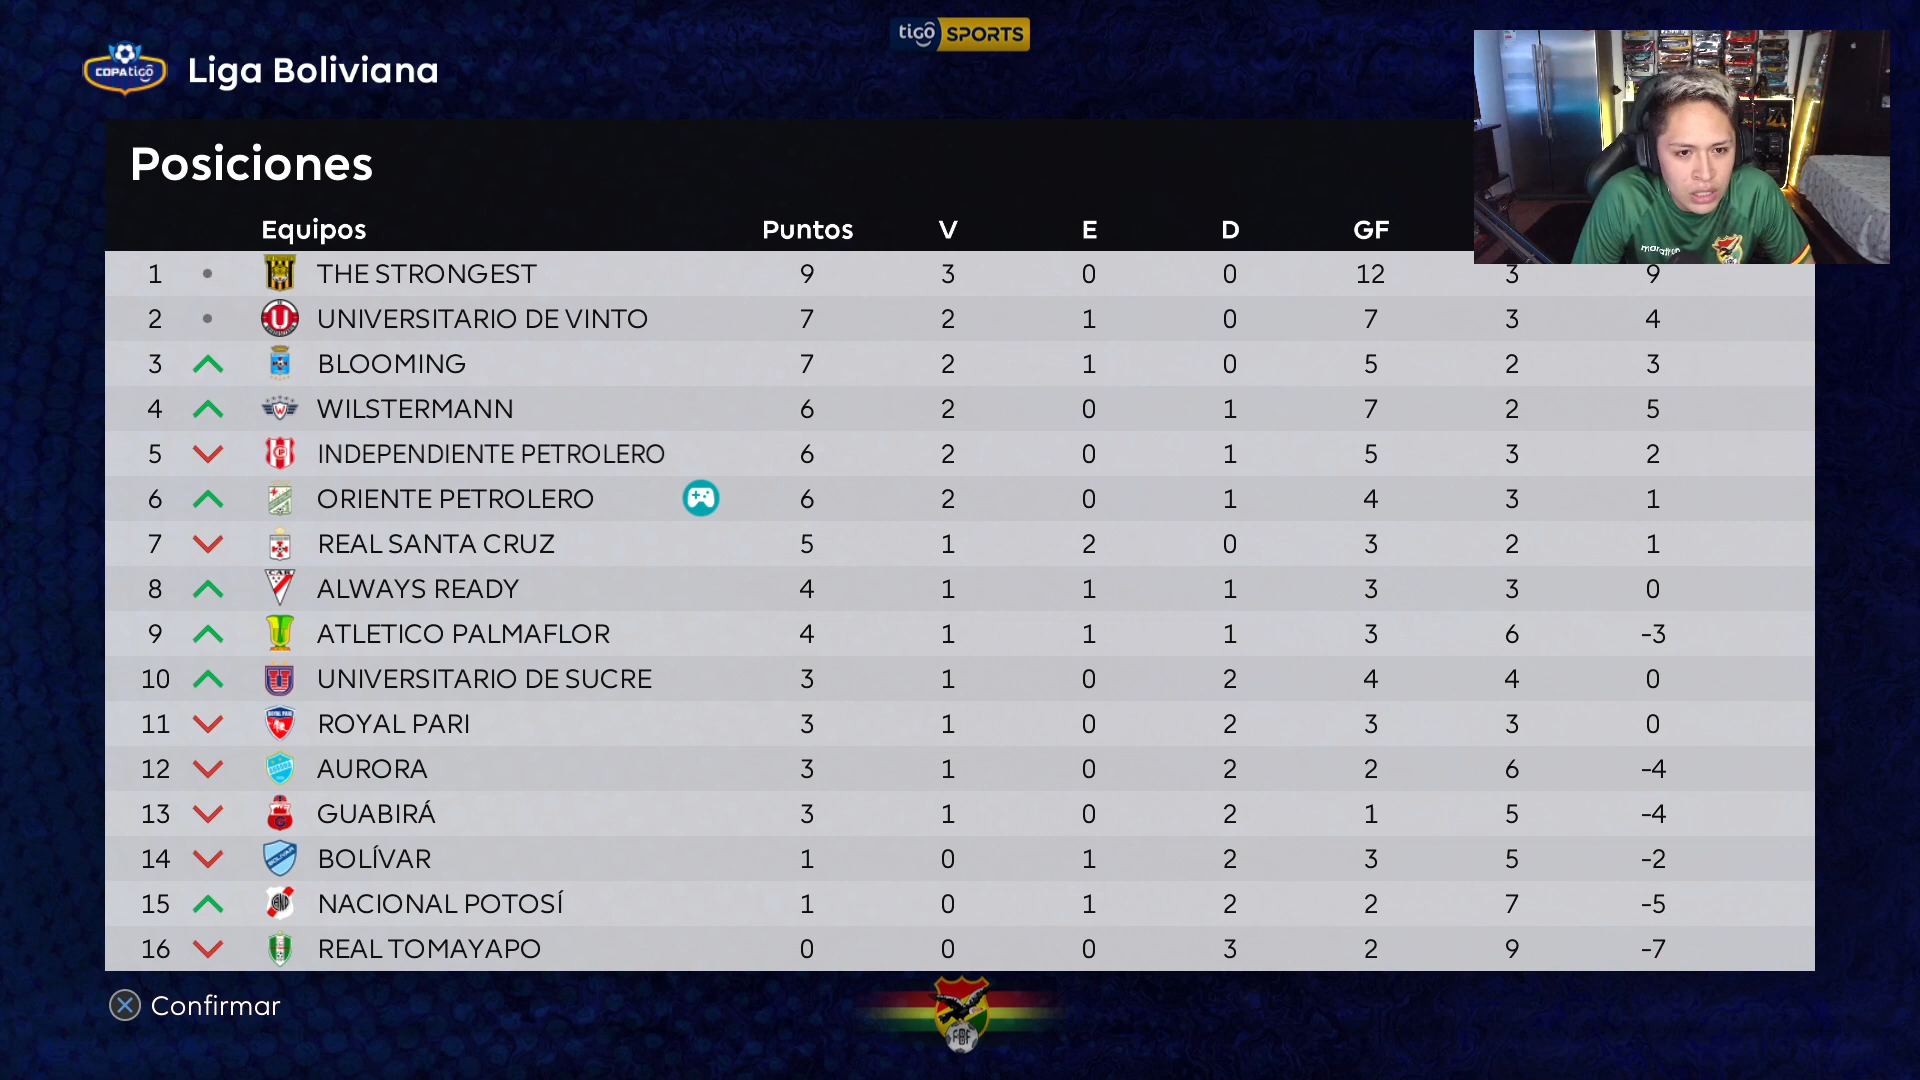 tigo SPORTS
COPA tigo Liga Boliviana
Posiciones
Equipos Puntos V E D GF
1 THE STRONGEST 9 3 0 0 12 3 9
2 UNIVERSITARIO DE VINTO 7 2 1 0 7 3 4
3 BLOOMING 7 2 1 0 5 2 3
4 WILSTERMANN 6 2 0 1 7 2 5
5 INDEPENDIENTE PETROLERO 6 2 0 1 5 3 2
6 ORIENTE PETROLERO 6 2 0 1 4 3 1
7 REAL SANTA CRUZ 5 1 2 0 3 2 1
8 ALWAYS READY 4 1 1 1 3 3 0
9 ATLETICO PALMAFLOR 4 1 1 1 3 6 -3
10 UNIVERSITARIO DE SUCRE 3 1 0 2 4 4 0
11 ROYAL PARI 3 1 0 2 3 3 0
12 AURORA 3 1 0 2 2 6 -4
13 GUABIRÁ 3 1 0 2 1 5 -4
14 BOLÍVAR 1 0 1 2 3 5 -2
15 NACIONAL POTOSÍ 1 0 1 2 2 7 -5
16 REAL TOMAYAPO 0 0 0 3 2 9 -7
Confirmar
marathon
FBF